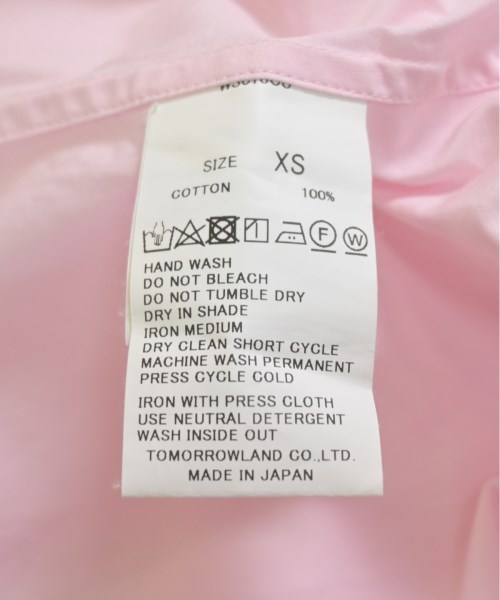 SIZE XS
COTTON 100%
F W
HAND WASH
DO NOT BLEACH
DO NOT TUMBLE DRY
DRY IN SHADE
IRON MEDIUM
DRY CLEAN SHORT CYCLE
MACHINE WASH PERMANENT
PRESS CYCLE COLD
IRON WITH PRESS CLOTH
USE NEUTRAL DETERGENT
WASH INSIDE OUT
TOMORROWLAND CO.,LTD.
MADE IN JAPAN